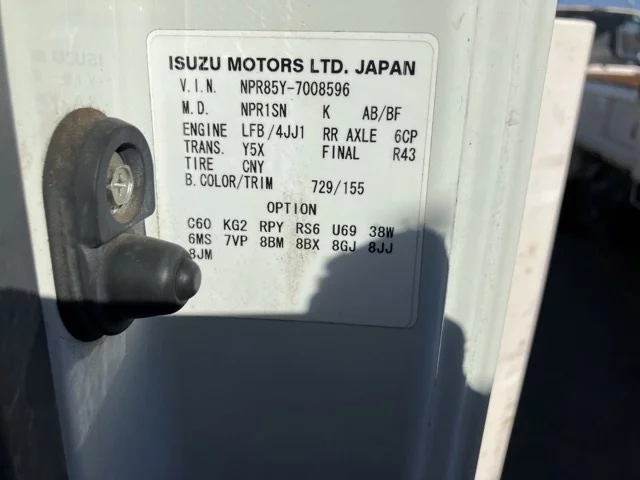 ISUZU MOTORS LTD. JAPAN
V.I.N. NPR85Y-7008596
M.D. NPR1SN K AB/BF
ENGINE LFB/4JJ1 RR AXLE 6CP
TRANS. Y5X FINAL R43
TIRE CNY
B.COLOR/TRIM 729/155
OPTION
C60 KG2 RPY RS6 U69 38W
6MS 7VP 8BM 8BX 8GJ 8JJ
8JM